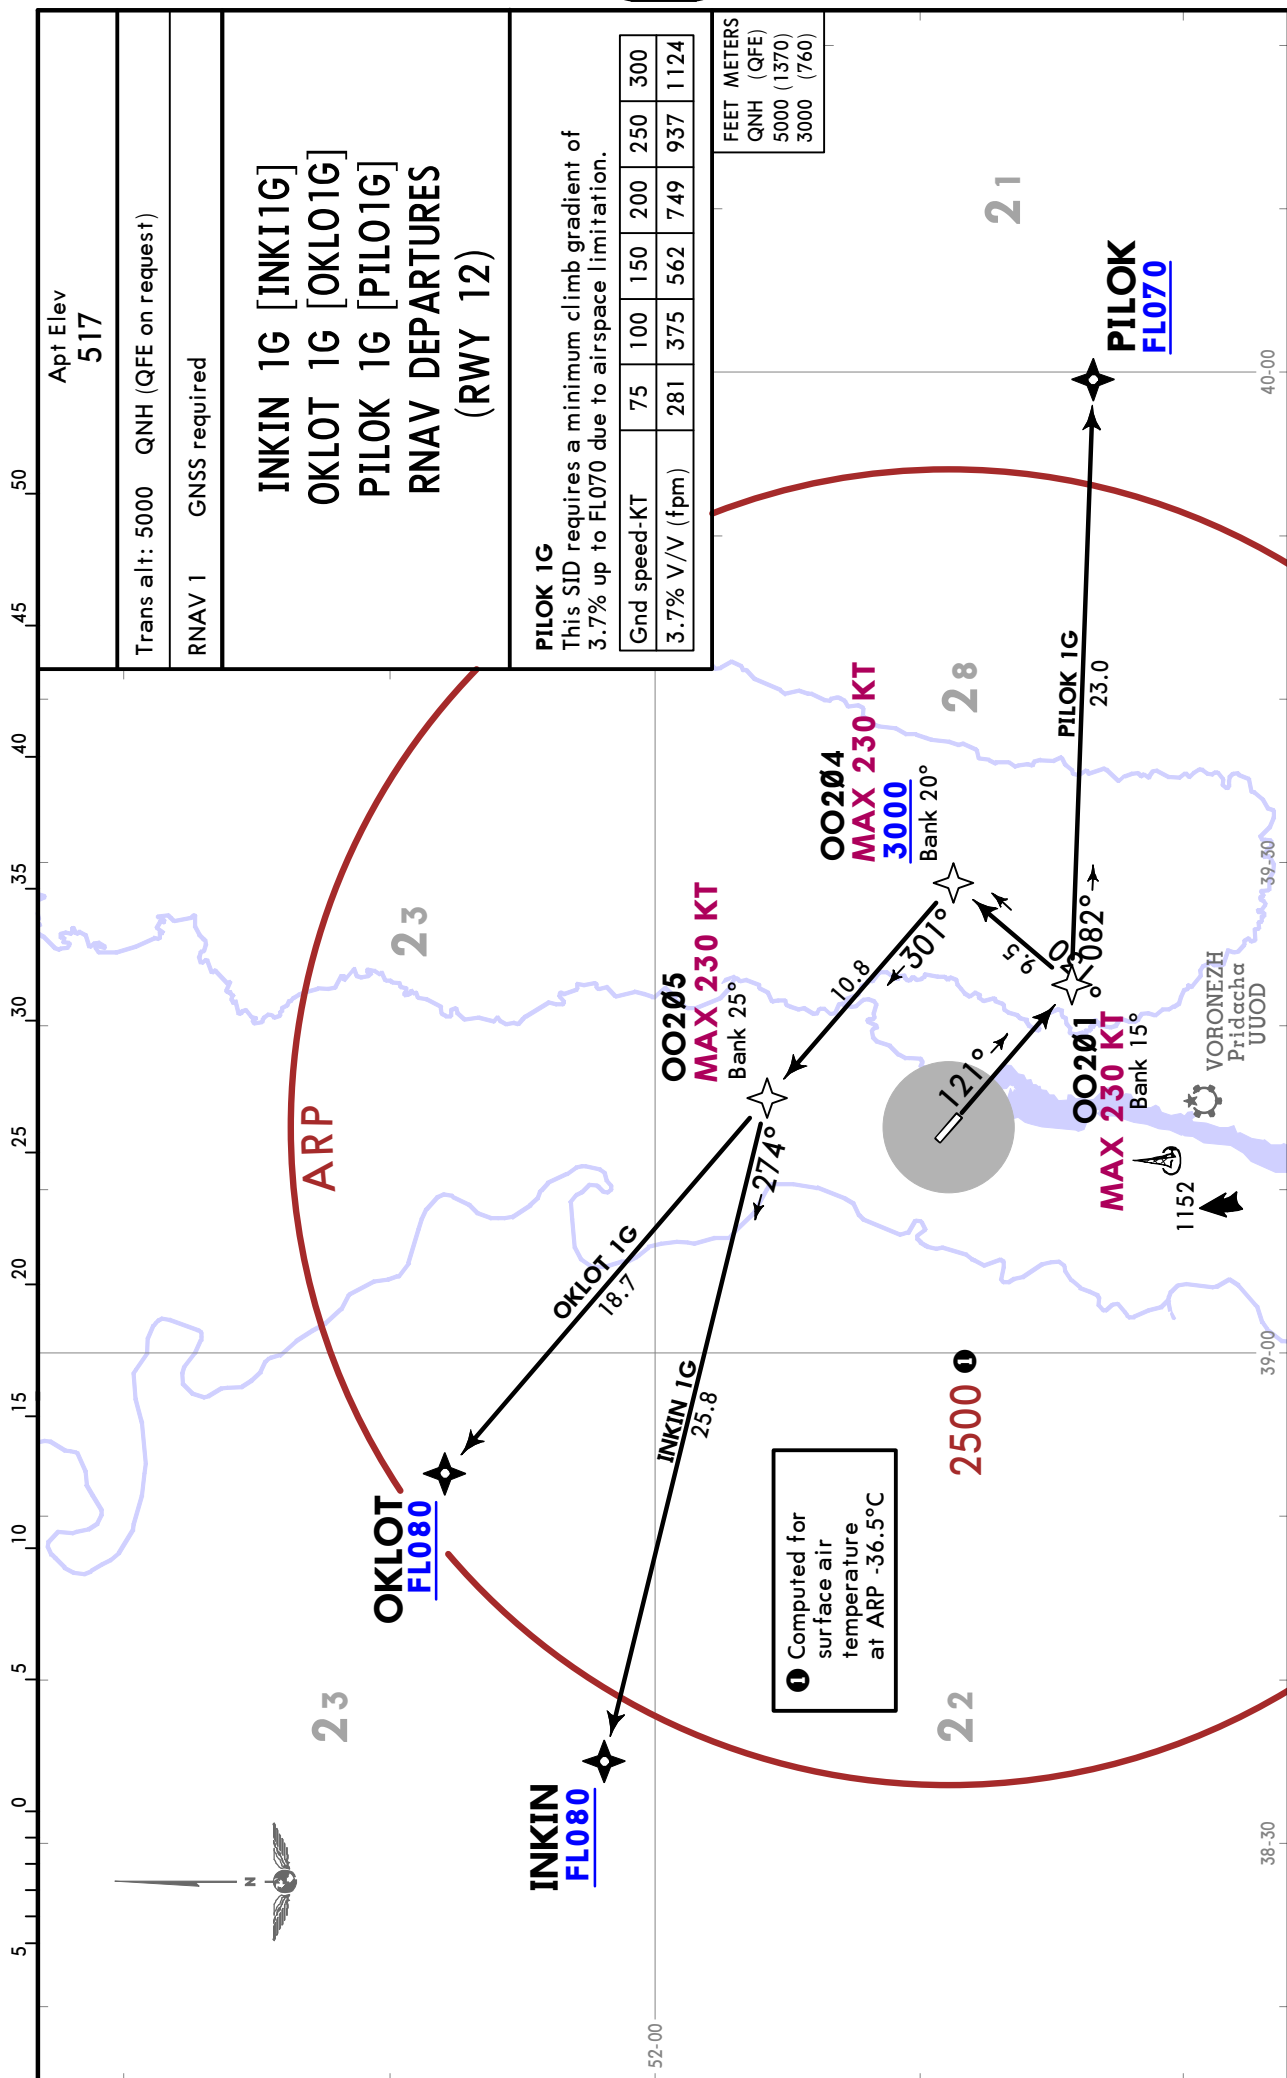 5 0 5 10 15 20 25 30 35 40 45 50
Apt Elev
517
Trans alt: 5000 QNH (QFE on request)
RNAV 1 GNSS required
INKIN 1G [INKI1G]
OKLOT 1G [OKLO1G]
PILOK 1G [PILO1G]
RNAV DEPARTURES
(RWY 12)
PILOK 1G
This SID requires a minimum climb gradient of
3.7% up to FL070 due to airspace limitation.
Gnd speed-KT 75 100 150 200 250 300
3.7% V/V (fpm) 281 375 562 749 937 1124
FEET METERS
QNH (QFE)
5000 (1370)
3000 (760)
N
23
23
ARP
OKLOT
FL080
INKIN
FL080
OKLOT 1G
18.7
INKIN 1G
25.8
OO2Ø5
MAX 230 KT
Bank 25°
274°
10.8
301°
OO2Ø4
MAX 230 KT
3000
Bank 20°
28
21
❶ Computed for
surface air
temperature
at ARP -36.5°C
22
2500 ❶
121°
9.5
082°
PILOK 1G
23.0
PILOK
FL070
OO2Ø1
MAX 230 KT
Bank 15°
1152
VORONEZH
Pridacha
UUOD
52-00
38-30
39-00
39-30
40-00